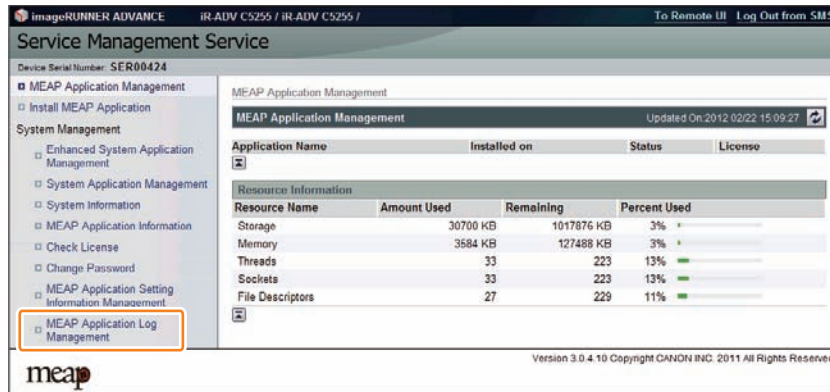 imageRUNNER ADVANCE iR-ADV C5255 / iR-ADV C5255 / To Remote UI Log Out from SMS
Service Management Service
Device Serial Number: SER00424
MEAP Application Management
Install MEAP Application
System Management
Enhanced System Application
Management
System Application Management
System Information
MEAP Application Information
Check License
Change Password
MEAP Application Setting
Information Management
MEAP Application Log
Management
MEAP Application Management
MEAP Application Management Updated On:2012 02/22 15:09:27
Application Name Installed on Status License
Resource Information
Resource Name Amount Used Remaining Percent Used
Storage 30700 KB 1017876 KB 3%
Memory 3584 KB 127488 KB 3%
Threads 33 223 13%
Sockets 33 223 13%
File Descriptors 27 229 11%
meap
Version 3.0.4.10 Copyright CANON INC. 2011 All Rights Reserved